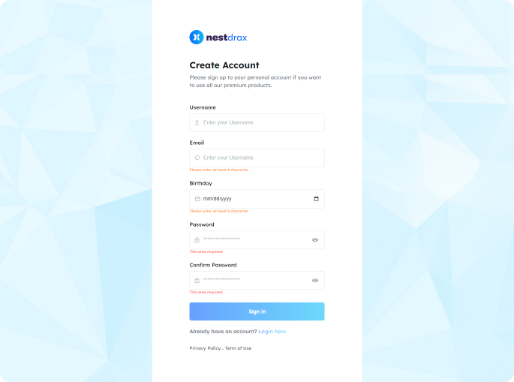 nestdrax
Create Account
Please sign up to your personal account if you want
to use all our premium products.
Username
Enter your Username
Email
Enter your Username
Please enter at least 6 character
Birthday
mm/dd/yyyy
Please enter at least 6 character
Password
******************
This area required
Confirm Password
******************
This area required
Sign In
Already have an account? Login here
Privacy Policy . Term of Use